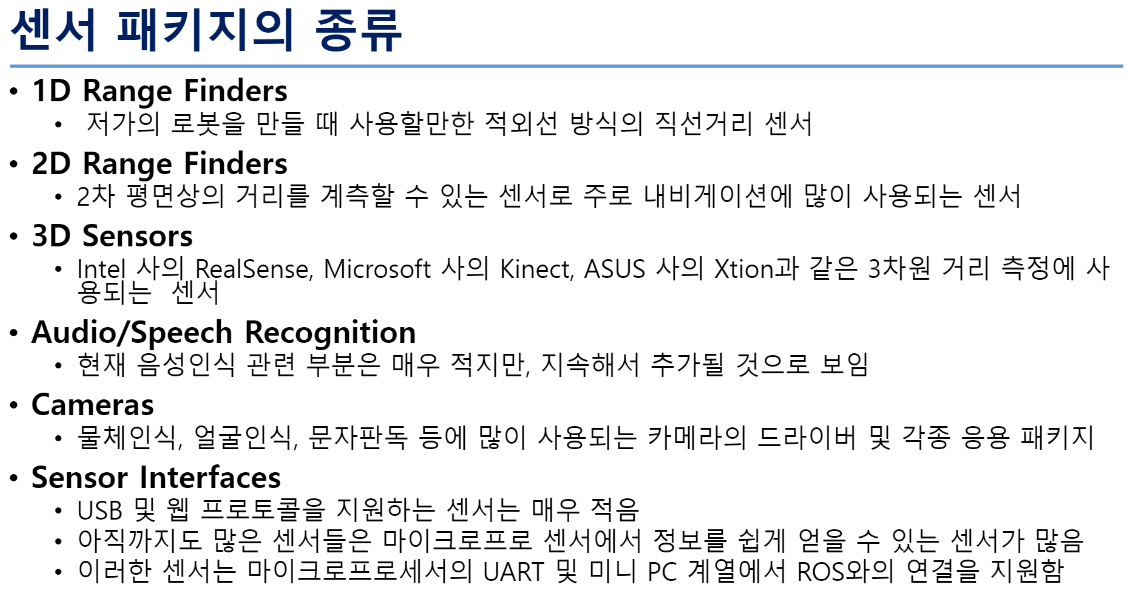 센서 패키지의 종류
• 1D Range Finders
• 저가의 로봇을 만들 때 사용할만한 적외선 방식의 직선거리 센서
• 2D Range Finders
• 2차 평면상의 거리를 계측할 수 있는 센서로 주로 내비게이션에 많이 사용되는 센서
• 3D Sensors
• Intel 사의 RealSense, Microsoft 사의 Kinect, ASUS 사의 Xtion과 같은 3차원 거리 측정에 사
용되는 센서
• Audio/Speech Recognition
• 현재 음성인식 관련 부분은 매우 적지만, 지속해서 추가될 것으로 보임
• Cameras
• 물체인식, 얼굴인식, 문자판독 등에 많이 사용되는 카메라의 드라이버 및 각종 응용 패키지
• Sensor Interfaces
• USB 및 웹 프로토콜을 지원하는 센서는 매우 적음
• 아직까지도 많은 센서들은 마이크로프로 센서에서 정보를 쉽게 얻을 수 있는 센서가 많음
• 이러한 센서는 마이크로프로세서의 UART 및 미니 PC 계열에서 ROS와의 연결을 지원함